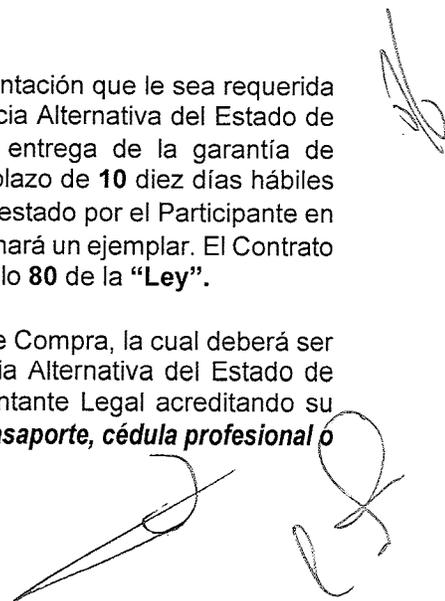 ntación que le sea requerida
cia Alternativa del Estado de
entrega de la garantía de
plazo de 10 diez días hábiles
estado por el Participante en
nará un ejemplar. El Contrato
lo 80 de la “Ley”.
e Compra, la cual deberá ser
ia Alternativa del Estado de
ntante Legal acreditando su
asaporte, cédula profesional o